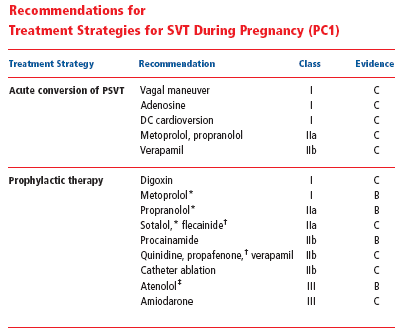 Recommendations for
Treatment Strategies for SVT During Pregnancy (PC1)
Treatment Strategy Recommendation Class Evidence
Acute conversion of PSVT Vagal maneuver I C
Adenosine I C
DC cardioversion I C
Metoprolol, propranolol IIa C
Verapamil IIb C
Prophylactic therapy Digoxin I C
Metoprolol* I B
Propranolol* IIa B
Sotalol,* flecainide† IIa C
Procainamide IIb B
Quinidine, propafenone,† verapamil IIb C
Catheter ablation IIb C
Atenolol‡ III B
Amiodarone III C